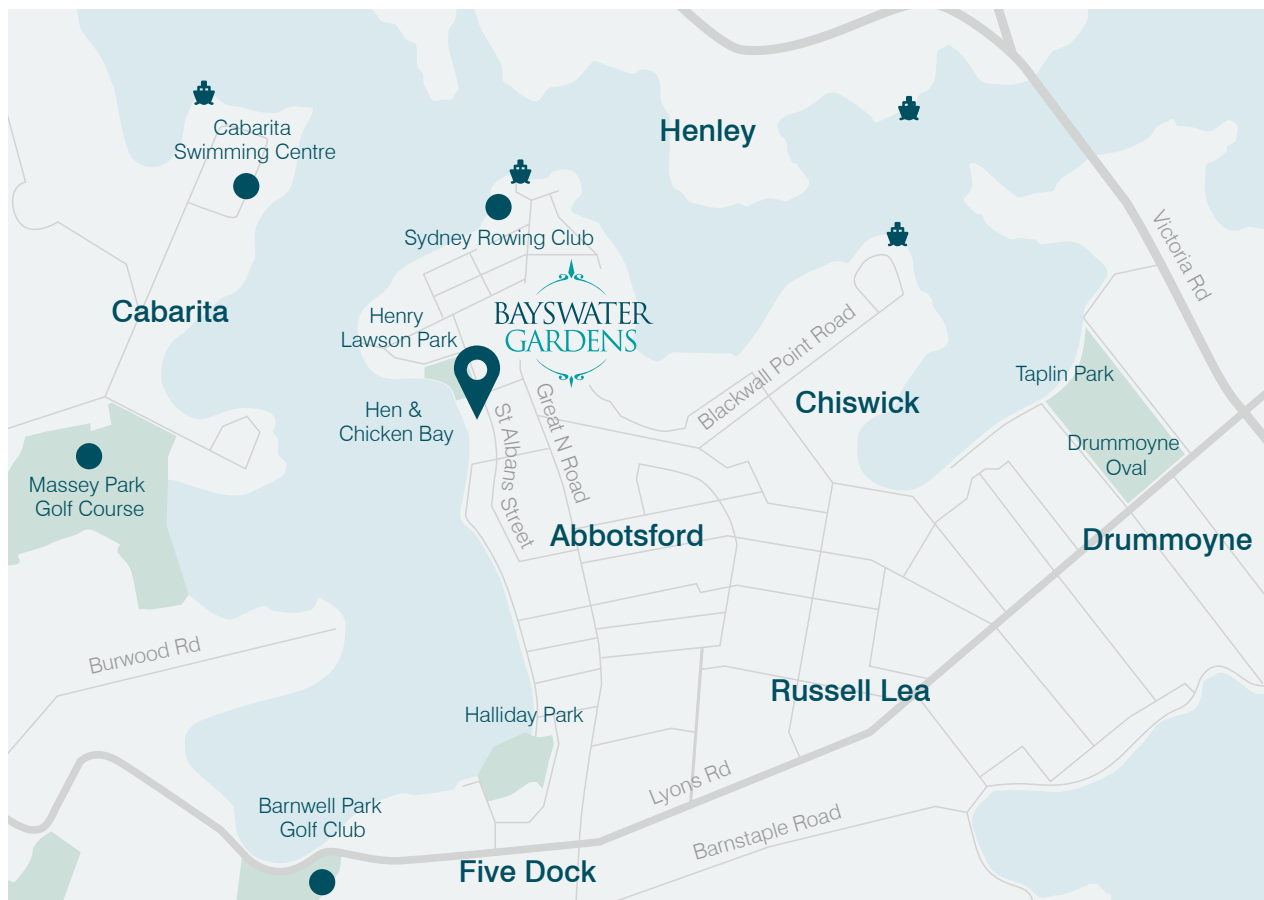 Henley
Cabarita
Swimming Centre
Sydney Rowing Club
Victoria Rd
Cabarita
Henry
Lawson Park
BAYSWATER
GARDENS
Blackwall Point Road
Taplin Park
Chiswick
Hen &
Chicken Bay
St Albans Street
Great N Road
Drummoyne
Oval
Massey Park
Golf Course
Abbotsford
Drummoyne
Burwood Rd
Russell Lea
Halliday Park
Lyons Rd
Barnwell Park
Golf Club
Barnstaple Road
Five Dock